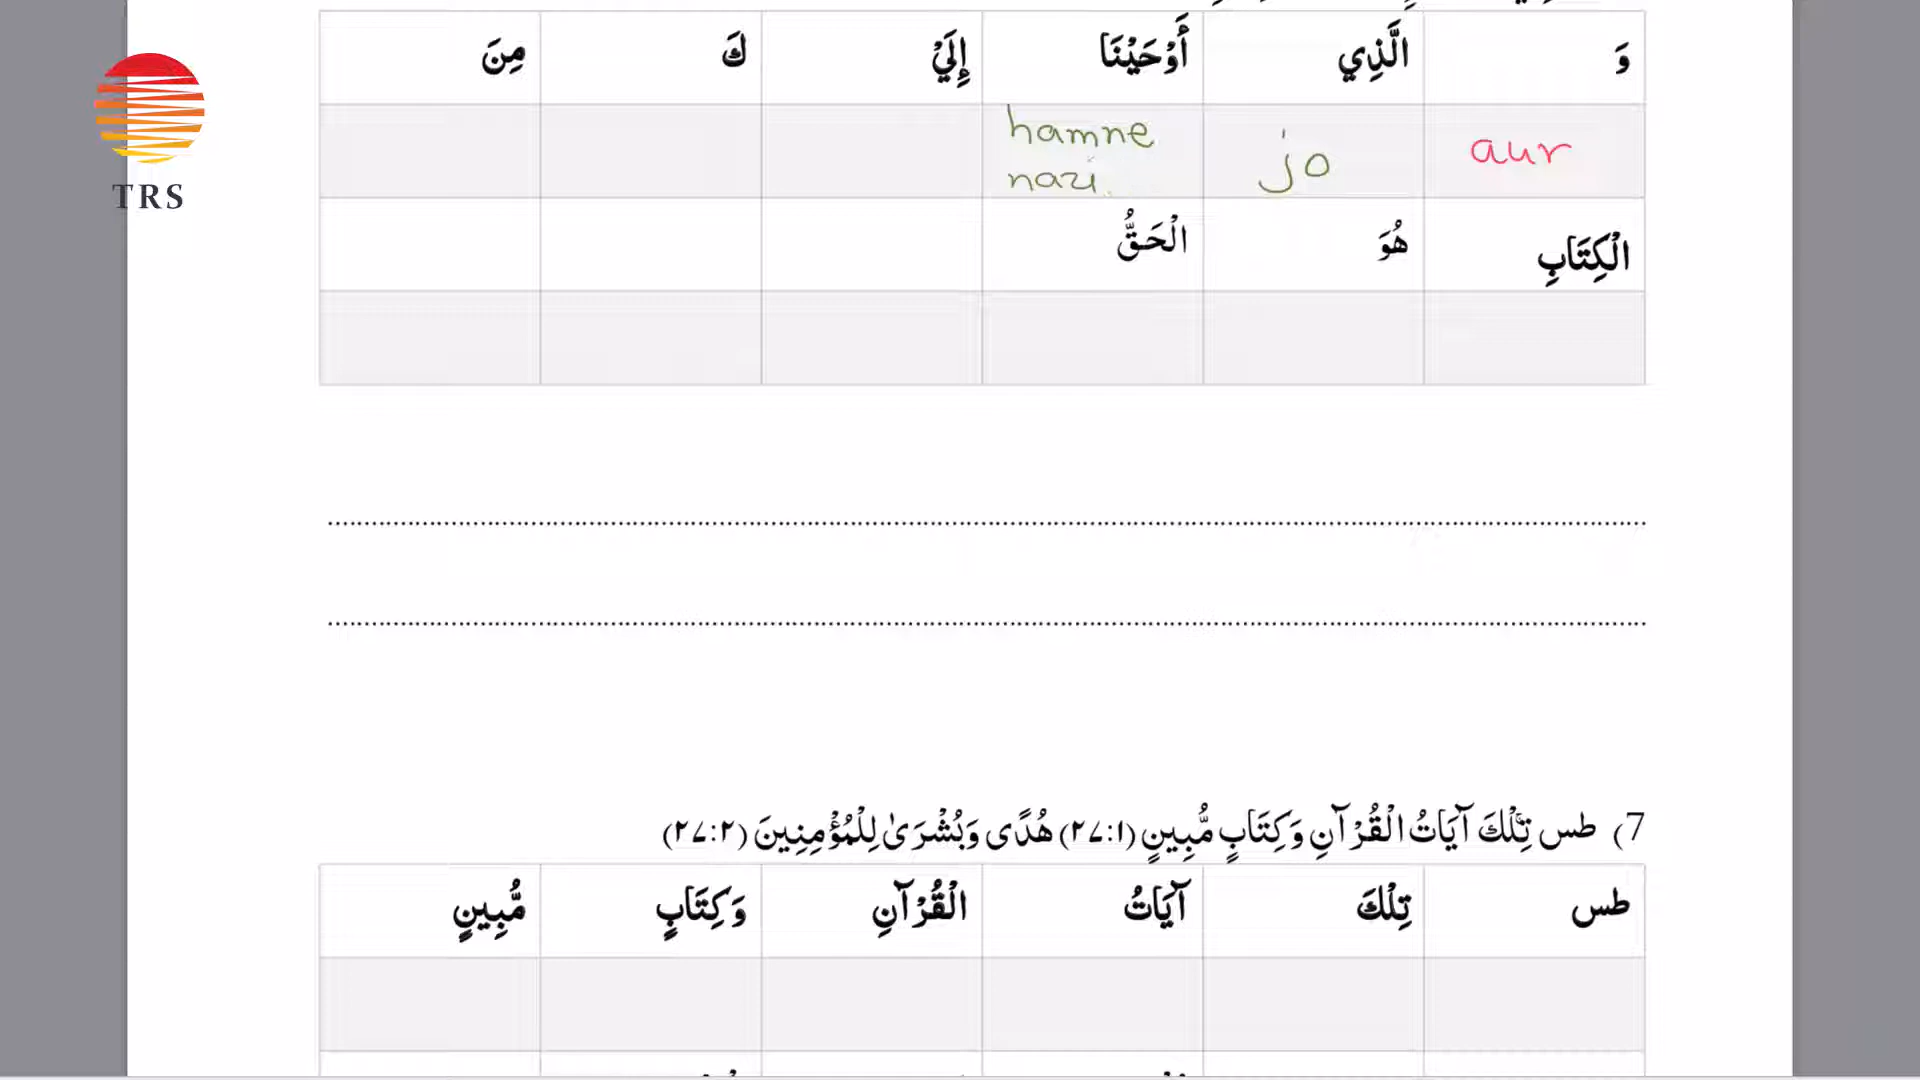 TRS
وَ الَّذِي أَوْحَيْنَا إِلَيْ كَ مِنَ
aur jo hamne
nazi
الْكِتَابِ هُوَ الْحَقُّ
7) طس تِلْكَ آيَاتُ الْقُرْآنِ وَكِتَابٍ مُّبِينٍ (٢٧:١) هُدًى وَبُشْرَىٰ لِلْمُؤْمِنِينَ (٢٧:٢)
طس تِلْكَ آيَاتُ الْقُرْآنِ وَكِتَابٍ مُّبِينٍ